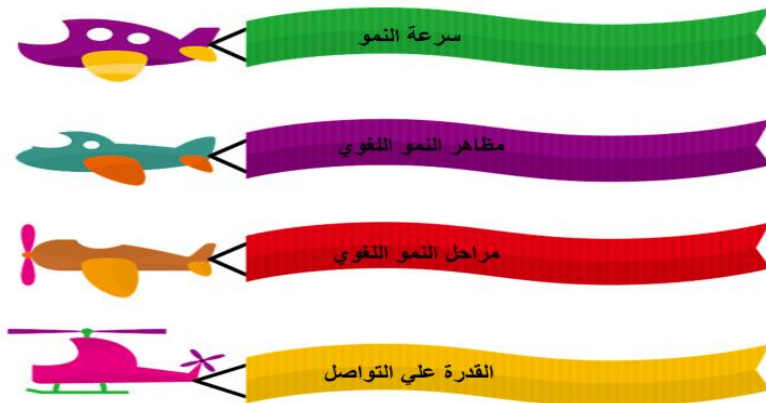 سرعة النمو
مظاهر النمو اللغوي
مراحل النمو اللغوي
القدرة علي التواصل